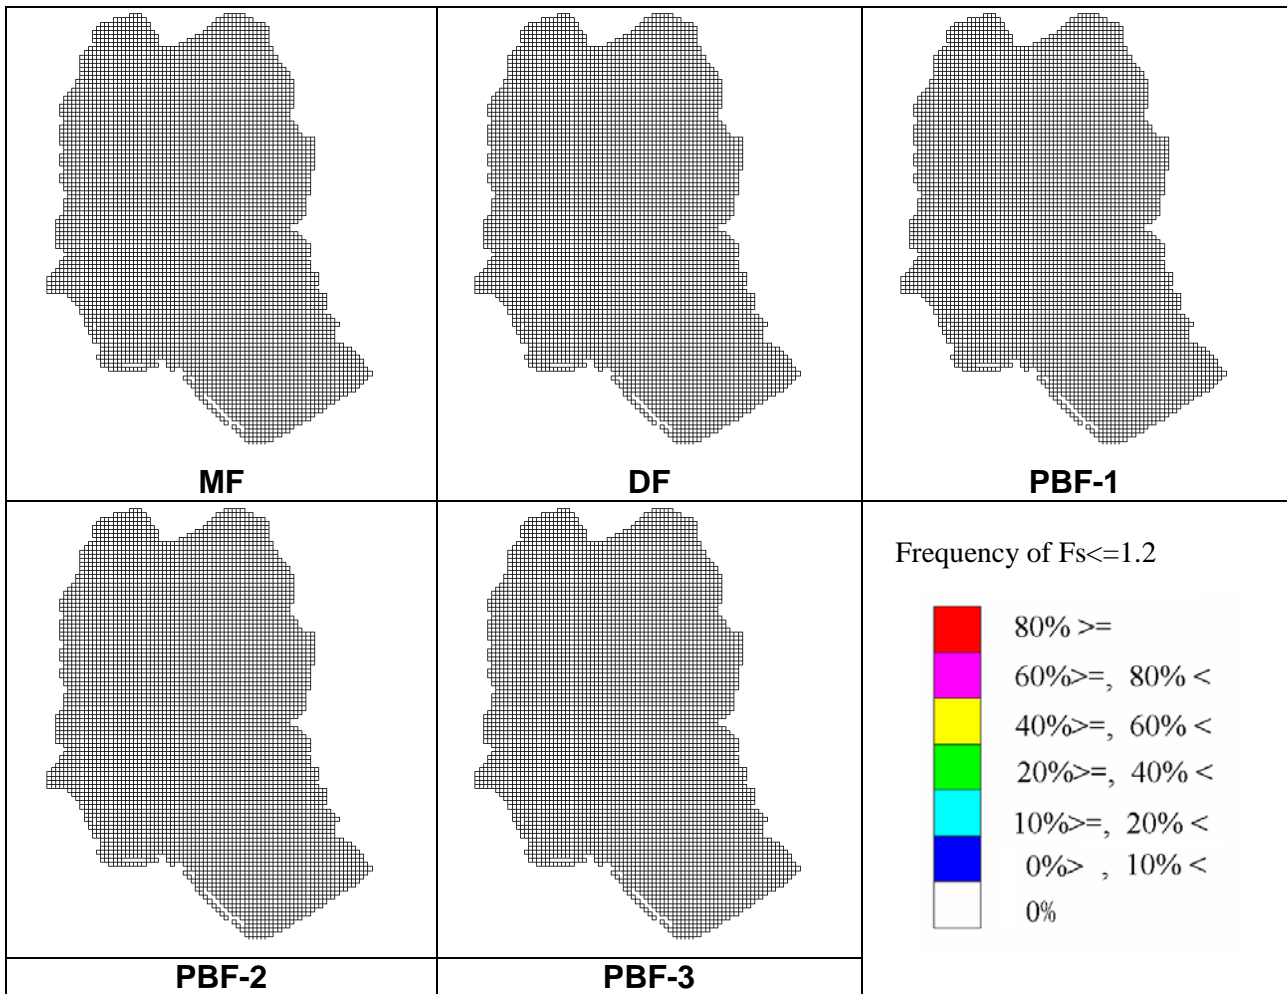 MF
DF
PBF-1
PBF-2
PBF-3
Frequency of Fs<=1.2
80% >=
60%>=, 80% <
40%>=, 60% <
20%>=, 40% <
10%>=, 20% <
0%> , 10% <
0%